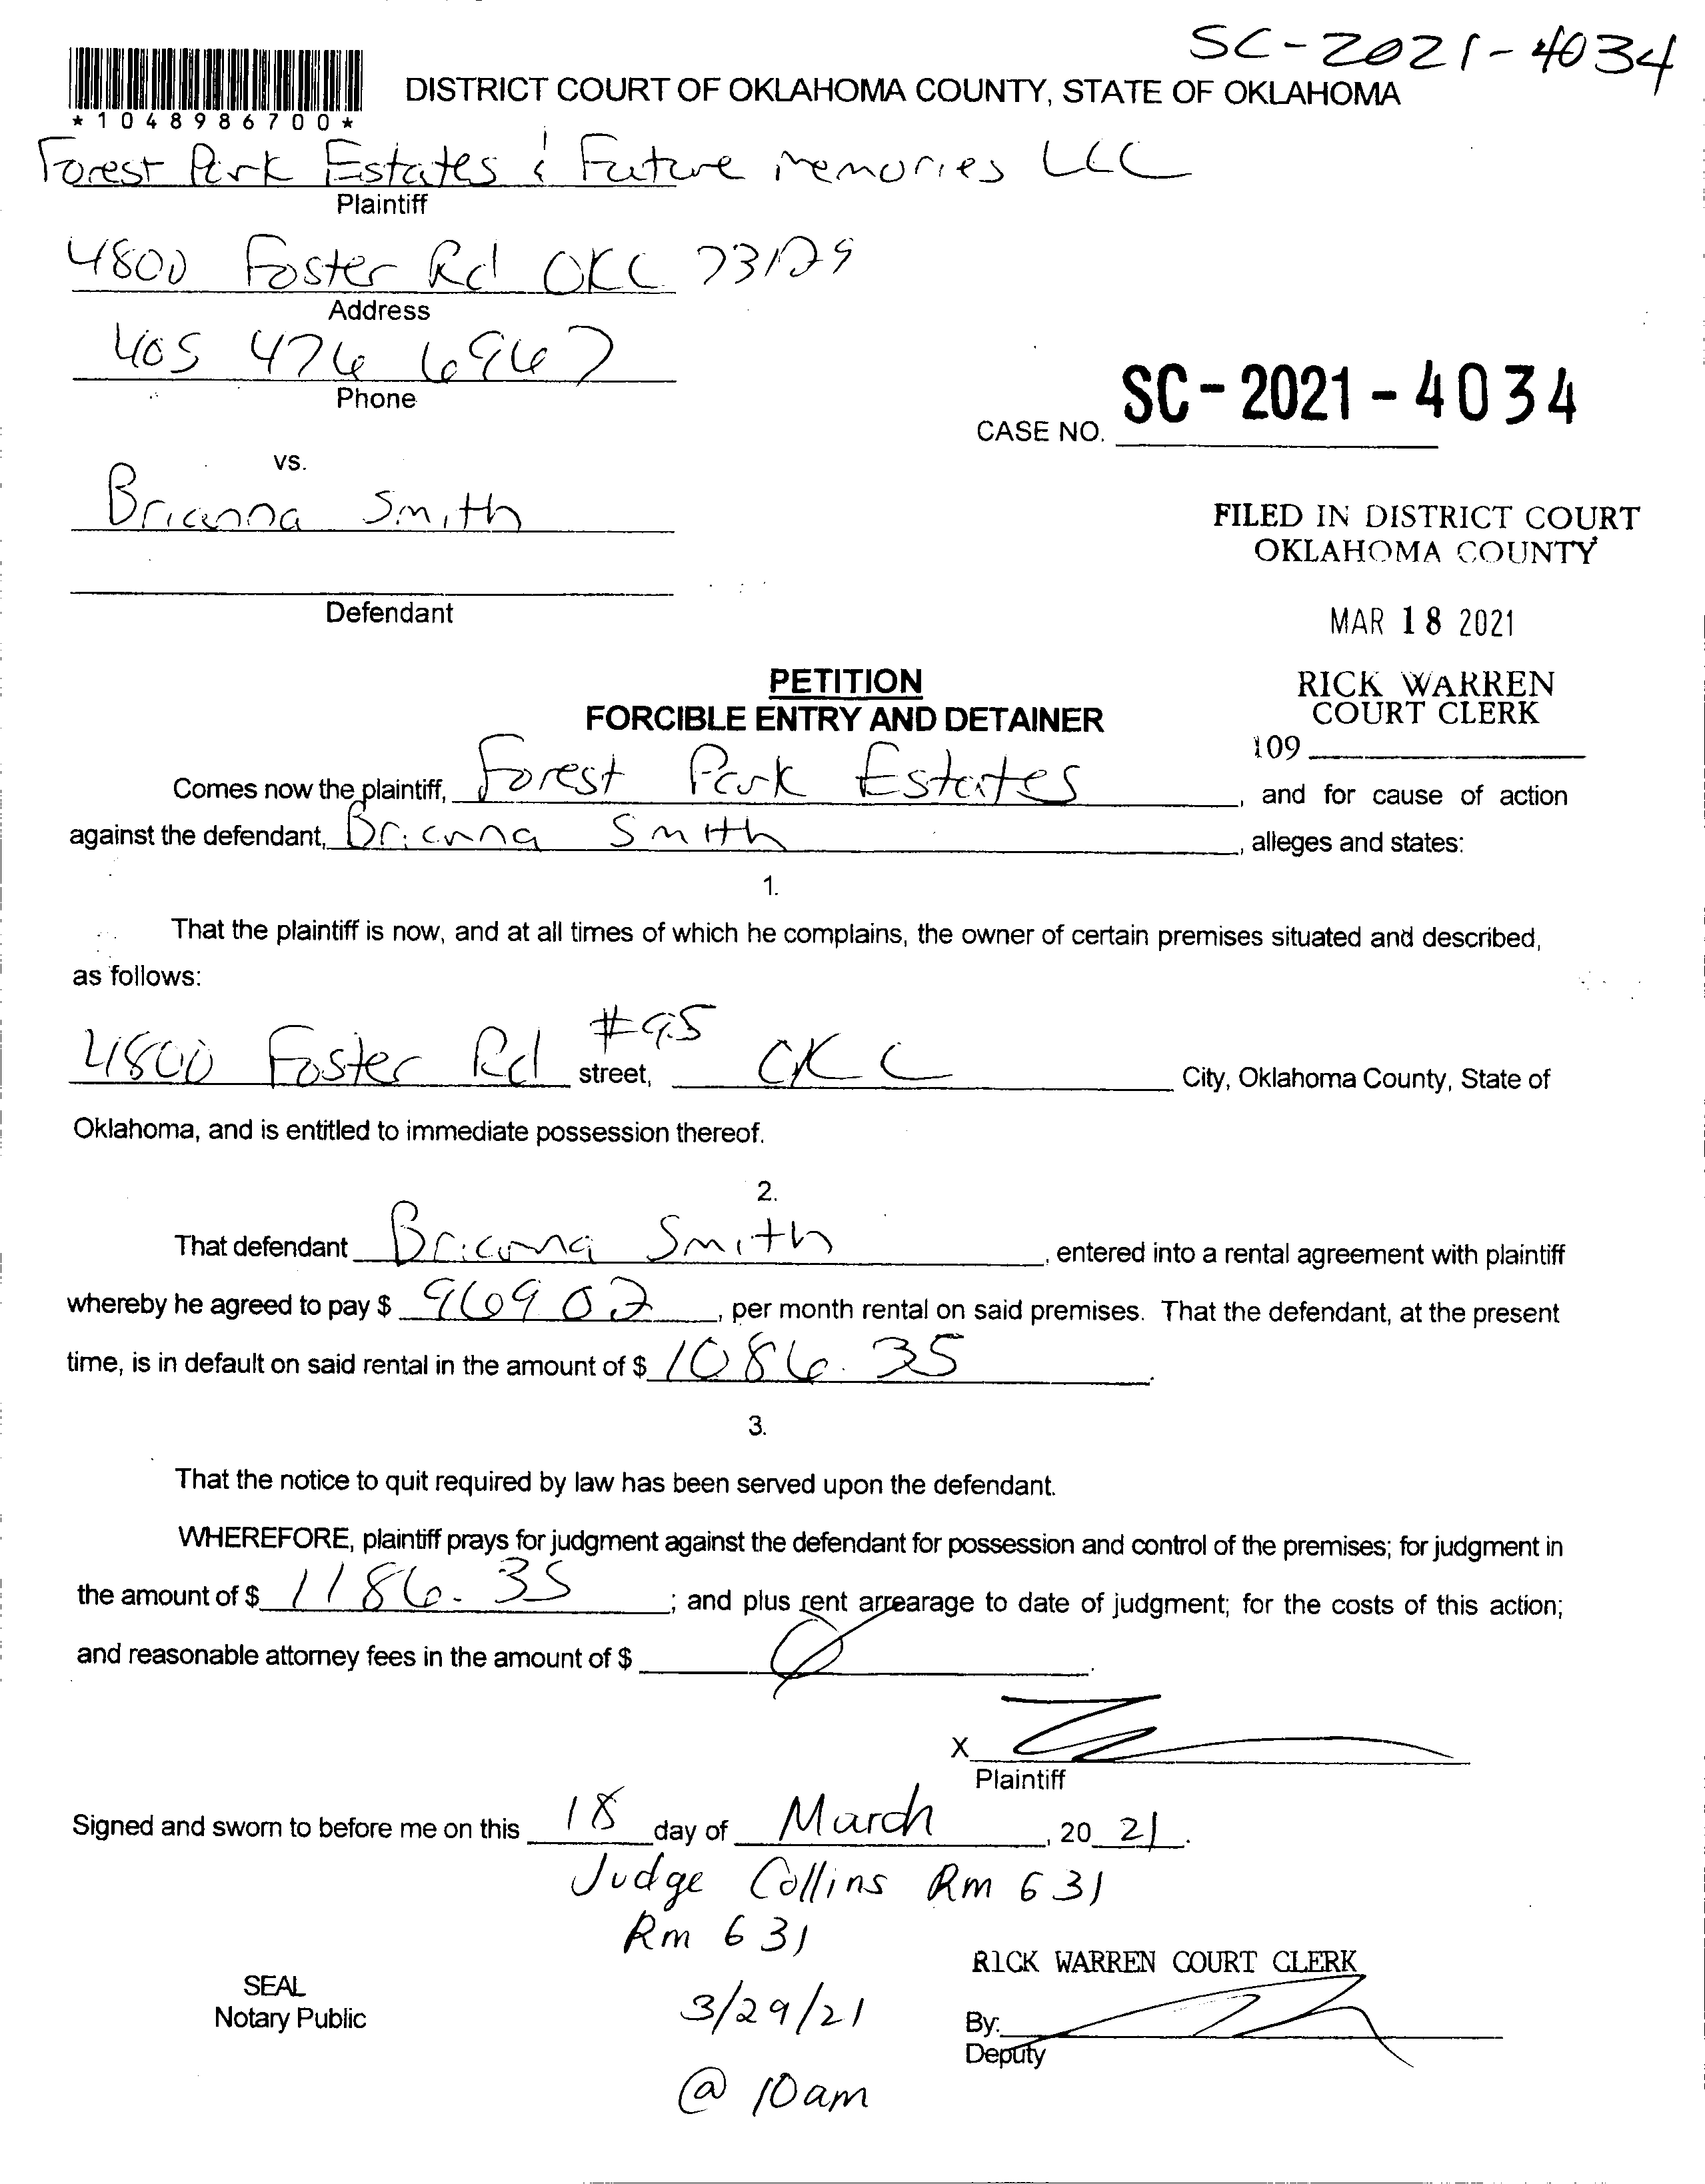 SC-2021-4034
*1048986700*
DISTRICT COURT OF OKLAHOMA COUNTY, STATE OF OKLAHOMA
Forest Park Estates & Future memories LLC
Plaintiff
4800 Foster Rd OKC 73129
Address
405 476 6967
Phone
CASE NO. SC-2021-4034
vs.
Brianna Smith
FILED IN DISTRICT COURT
OKLAHOMA COUNTY
Defendant
MAR 18 2021
PETITION
FORCIBLE ENTRY AND DETAINER
RICK WARREN
COURT CLERK
109
Comes now the plaintiff, Forest Park Estates, and for cause of action
against the defendant, Brianna Smith, alleges and states:
1.
That the plaintiff is now, and at all times of which he complains, the owner of certain premises situated and described,
as follows:
4800 Foster Rd #95 street, OKC City, Oklahoma County, State of
Oklahoma, and is entitled to immediate possession thereof.
2.
That defendant Brianna Smith, entered into a rental agreement with plaintiff
whereby he agreed to pay $ 969 02, per month rental on said premises. That the defendant, at the present
time, is in default on said rental in the amount of $ 1086.35.
3.
That the notice to quit required by law has been served upon the defendant.
WHEREFORE, plaintiff prays for judgment against the defendant for possession and control of the premises; for judgment in
the amount of $ 1186.35; and plus rent arrearage to date of judgment; for the costs of this action;
and reasonable attorney fees in the amount of $ Ø.
X
Plaintiff
Signed and sworn to before me on this 18 day of March, 20 21.
Judge Collins Rm 631
Rm 631
RICK WARREN COURT CLERK
SEAL
Notary Public
3/29/21
By:
Deputy
@ 10am